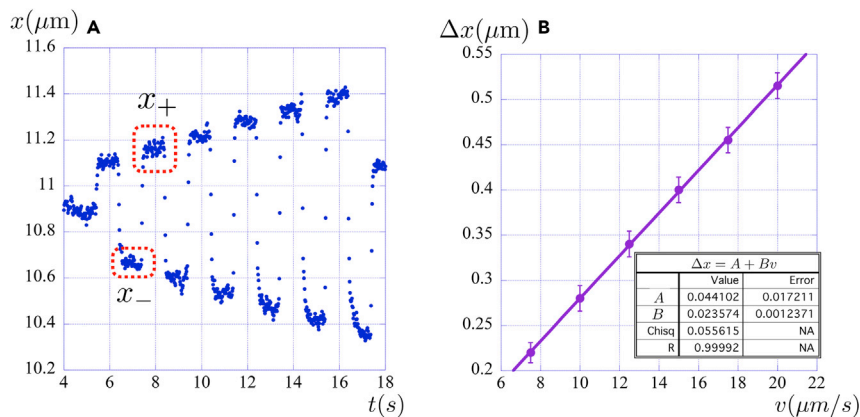 x(μm) A
11.6
11.4
11.2
11
10.8
10.6
10.4
10.2
4 6 8 10 12 14 16 18
t(s)
x+
x−
Δx(μm) B
0.55
0.5
0.45
0.4
0.35
0.3
0.25
0.2
6 8 10 12 14 16 18 20 22
v(μm/s)
Δx = A + Bv
Value Error
A 0.044102 0.017211
B 0.023574 0.0012371
Chisq 0.055615 NA
R 0.99992 NA